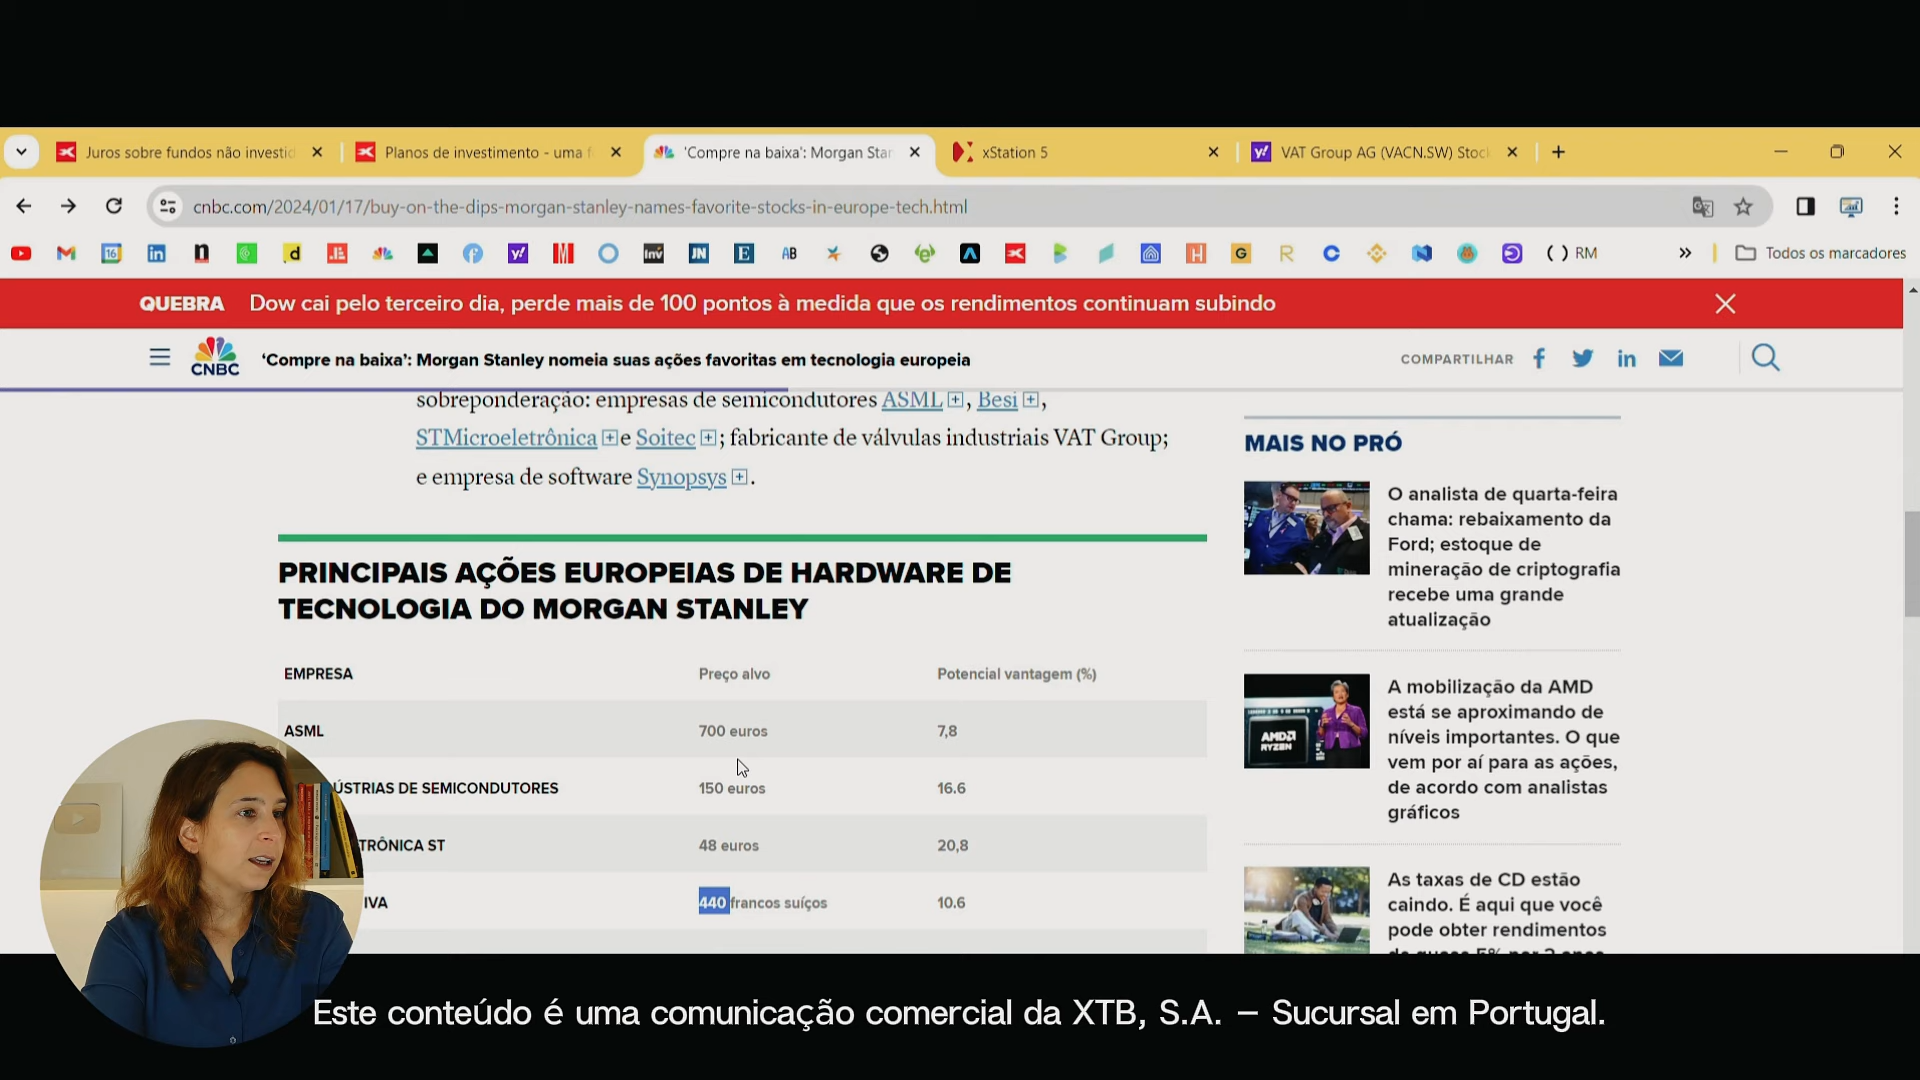 Juros sobre fundos não investid
Planos de investimento - uma f
'Compre na baixa': Morgan Star
xStation 5
VAT Group AG (VACN.SW) Stoc
cnbc.com/2024/01/17/buy-on-the-dips-morgan-stanley-names-favorite-stocks-in-europe-tech.html
RM
Todos os marcadores
QUEBRA Dow cai pelo terceiro dia, perde mais de 100 pontos à medida que os rendimentos continuam subindo
CNBC
‘Compre na baixa’: Morgan Stanley nomeia suas ações favoritas em tecnologia europeia
COMPARTILHAR
sobreponderação: empresas de semicondutores ASML, Besi,
STMicroeletrônica e Soitec; fabricante de válvulas industriais VAT Group;
e empresa de software Synopsys.
PRINCIPAIS AÇÕES EUROPEIAS DE HARDWARE DE
TECNOLOGIA DO MORGAN STANLEY
EMPRESA Preço alvo Potencial vantagem (%)
ASML 700 euros 7,8
ÚSTRIAS DE SEMICONDUTORES 150 euros 16.6
TRÔNICA ST 48 euros 20,8
IVA 440 francos suíços 10.6
MAIS NO PRÓ
O analista de quarta-feira
chama: rebaixamento da
Ford; estoque de
mineração de criptografia
recebe uma grande
atualização
AMD
RYZEN
A mobilização da AMD
está se aproximando de
níveis importantes. O que
vem por aí para as ações,
de acordo com analistas
gráficos
As taxas de CD estão
caindo. É aqui que você
pode obter rendimentos
de quase 5% por 2 anos
Este conteúdo é uma comunicação comercial da XTB, S.A. – Sucursal em Portugal.